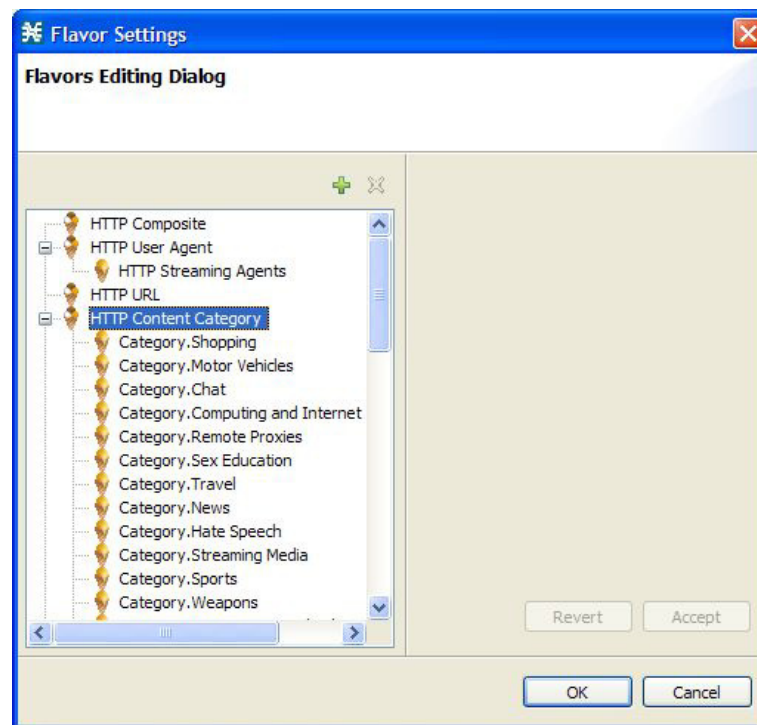 Flavor Settings
Flavors Editing Dialog
HTTP Composite
HTTP User Agent
HTTP Streaming Agents
HTTP URL
HTTP Content Category
Category.Shopping
Category.Motor Vehicles
Category.Chat
Category.Computing and Internet
Category.Remote Proxies
Category.Sex Education
Category.Travel
Category.News
Category.Hate Speech
Category.Streaming Media
Category.Sports
Category.Weapons
Revert Accept
OK Cancel